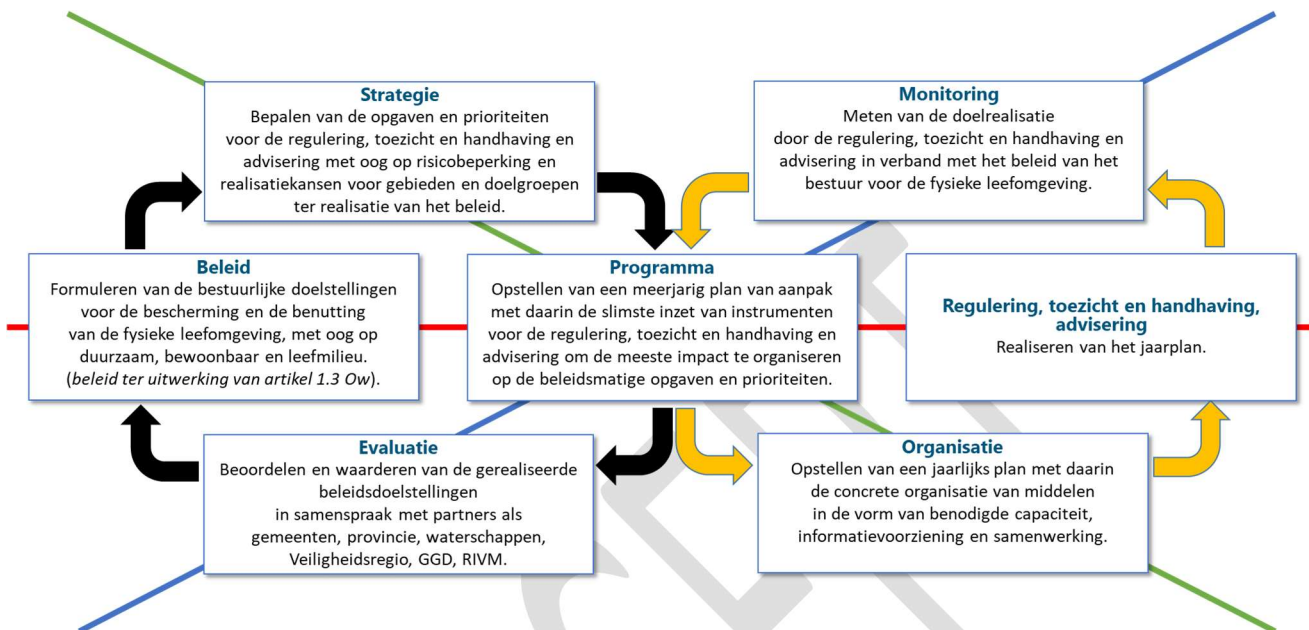 Strategie
Bepalen van de opgaven en prioriteiten
voor de regulering, toezicht en handhaving en
advisering met oog op risicobeperking en
realisatiekansen voor gebieden en doelgroepen
ter realisatie van het beleid.
Monitoring
Meten van de doelrealisatie
door de regulering, toezicht en handhaving en
advisering in verband met het beleid van het
bestuur voor de fysieke leefomgeving.
Beleid
Formuleren van de bestuurlijke doelstellingen
voor de bescherming en de benutting
van de fysieke leefomgeving, met oog op
duurzaam, bewoonbaar en leefmilieu.
(beleid ter uitwerking van artikel 1.3 Ow).
Programma
Opstellen van een meerjarig plan van aanpak
met daarin de slimste inzet van instrumenten
voor de regulering, toezicht en handhaving en
advisering om de meeste impact te organiseren
op de beleidsmatige opgaven en prioriteiten.
Regulering, toezicht en handhaving,
advisering
Realiseren van het jaarplan.
Evaluatie
Beoordelen en waarderen van de gerealiseerde
beleidsdoelstellingen
in samenspraak met partners als
gemeenten, provincie, waterschappen,
Veiligheidsregio, GGD, RIVM.
Organisatie
Opstellen van een jaarlijks plan met daarin
de concrete organisatie van middelen
in de vorm van benodigde capaciteit,
informatievoorziening en samenwerking.